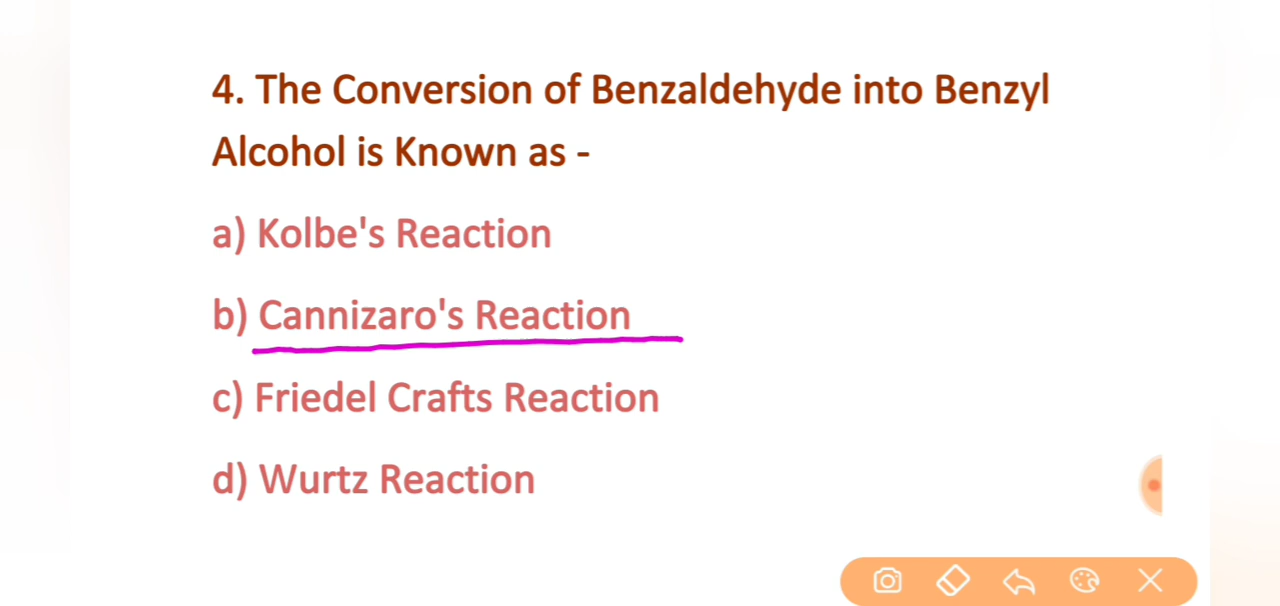 4. The Conversion of Benzaldehyde into Benzyl
Alcohol is Known as -
a) Kolbe's Reaction
b) Cannizaro's Reaction
c) Friedel Crafts Reaction
d) Wurtz Reaction